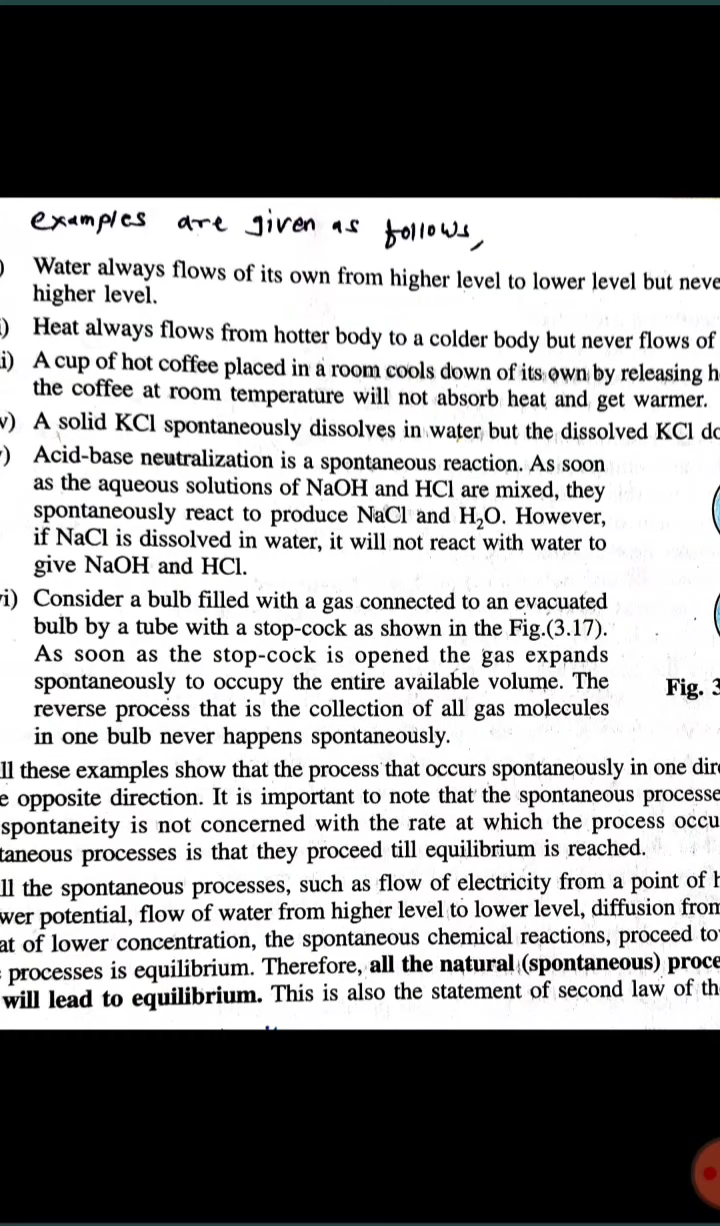 examples are given as follows,
) Water always flows of its own from higher level to lower level but neve
higher level.
i) Heat always flows from hotter body to a colder body but never flows of
i) A cup of hot coffee placed in a room cools down of its own by releasing h
the coffee at room temperature will not absorb heat and get warmer.
v) A solid KCl spontaneously dissolves in water but the dissolved KCl do
) Acid-base neutralization is a spontaneous reaction. As soon
as the aqueous solutions of NaOH and HCl are mixed, they
spontaneously react to produce NaCl and H₂O. However,
if NaCl is dissolved in water, it will not react with water to
give NaOH and HCl.
i) Consider a bulb filled with a gas connected to an evacuated
bulb by a tube with a stop-cock as shown in the Fig.(3.17).
As soon as the stop-cock is opened the gas expands
spontaneously to occupy the entire available volume. The
reverse process that is the collection of all gas molecules
in one bulb never happens spontaneously.
Fig. 3
ll these examples show that the process that occurs spontaneously in one dire
e opposite direction. It is important to note that the spontaneous processe
spontaneity is not concerned with the rate at which the process occu
taneous processes is that they proceed till equilibrium is reached.
ll the spontaneous processes, such as flow of electricity from a point of h
wer potential, flow of water from higher level to lower level, diffusion from
at of lower concentration, the spontaneous chemical reactions, proceed to
processes is equilibrium. Therefore, all the natural (spontaneous) proce
will lead to equilibrium. This is also the statement of second law of th